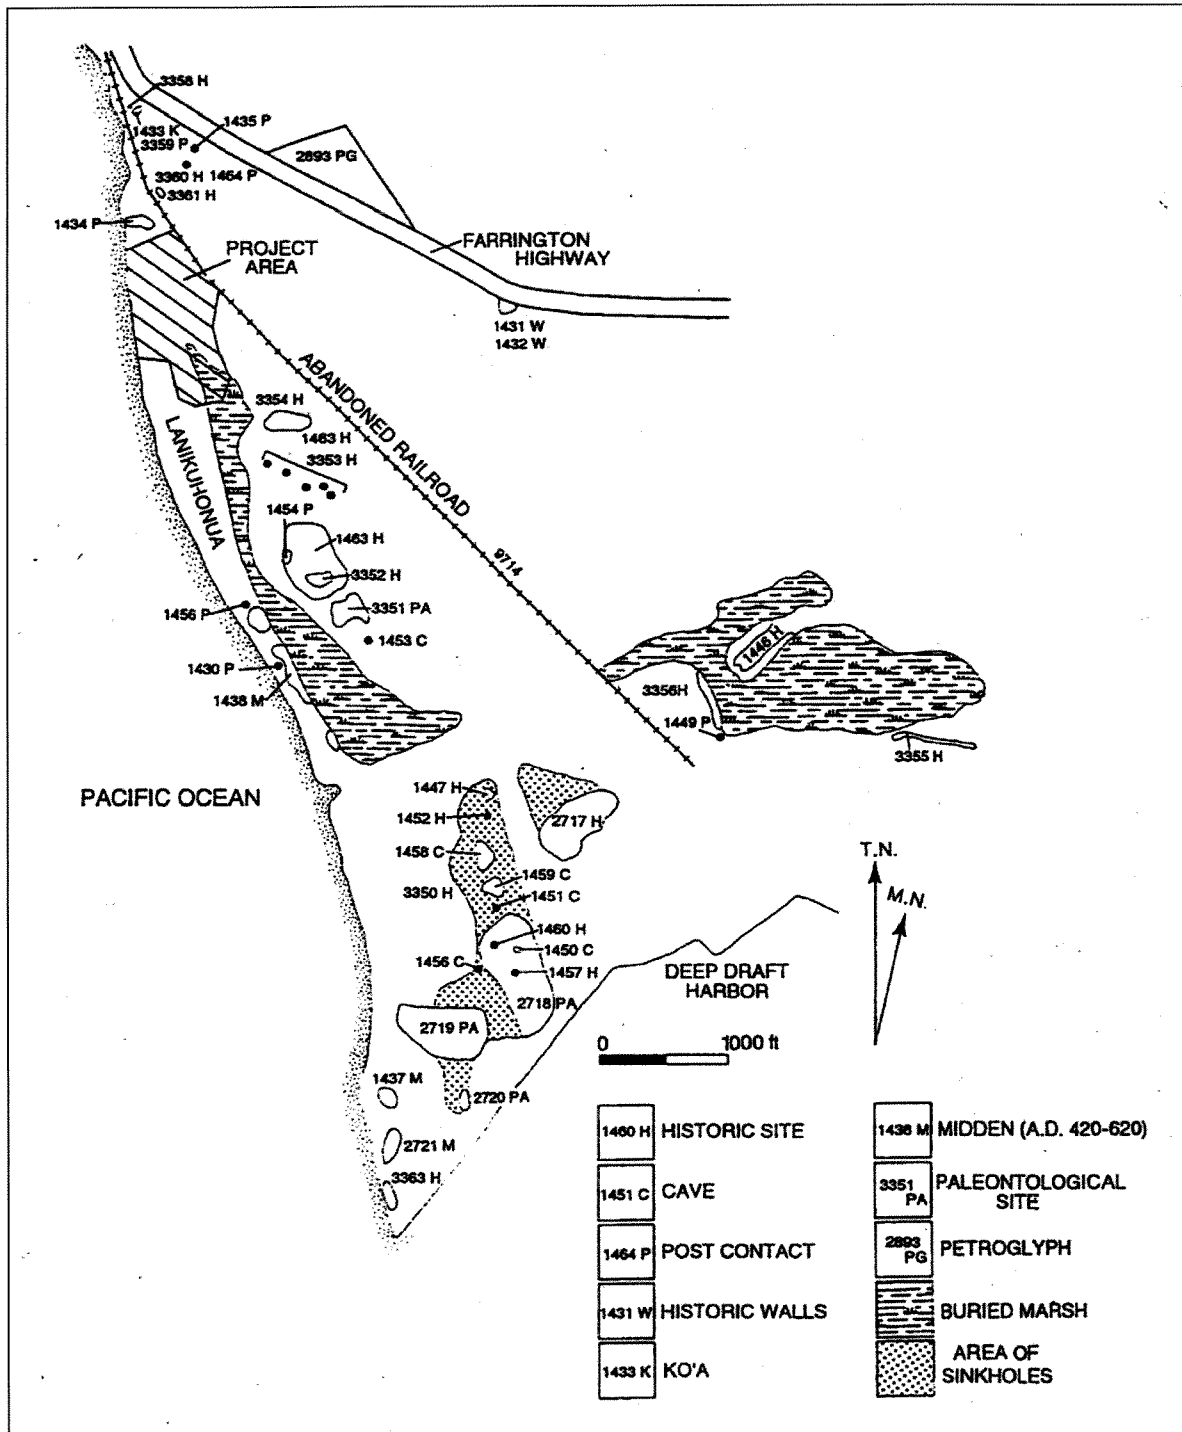 3358 H
1433 K
3359 P
1435 P
3360 H 1464 P
3361 H
2893 PG
1434 P
PROJECT
AREA
FARRINGTON
HIGHWAY
1431 W
1432 W
ABANDONED RAILROAD
9714
LANIKUHONUA
3354 H
1463 H
3353 H
1454 P
1463 H
3352 H
3351 PA
1456 P
1453 C
1430 P
1438 M
1446 H
3356H
1449 P
3355 H
PACIFIC OCEAN
1447 H
1452 H
2717 H
1458 C
1459 C
3350 H
1451 C
1460 H
1450 C
1456 C
1457 H
2718 PA
2719 PA
DEEP DRAFT
HARBOR
T.N.
M.N.
0 1000 ft
1437 M
2720 PA
2721 M
3363 H
1460 H HISTORIC SITE
1451 C CAVE
1464 P POST CONTACT
1431 W HISTORIC WALLS
1433 K KO'A
1438 M MIDDEN (A.D. 420-620)
3351
PA
PALEONTOLOGICAL
SITE
2893
PG
PETROGLYPH
BURIED MARSH
AREA OF
SINKHOLES